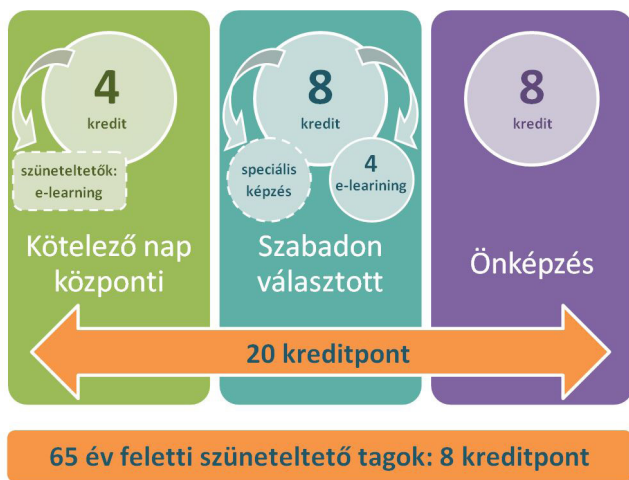 4
kredit
szüneteltetők:
e-learning
Kötelező nap
központi
8
kredit
speciális
képzés
4
e-learining
Szabadon
választott
8
kredit
Önképzés
20 kreditpont
65 év feletti szüneteltető tagok: 8 kreditpont